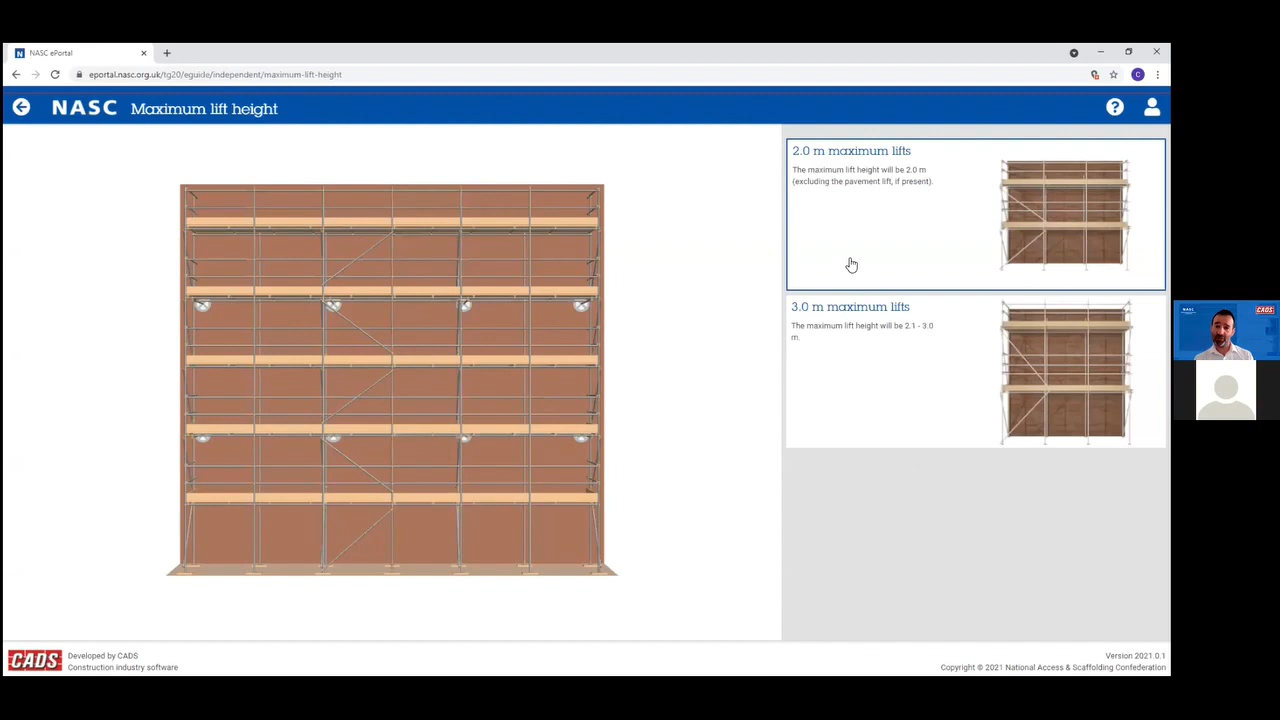 NASC ePortal
eportal.nasc.org.uk/tg20/eguide/independent/maximum-lift-height
C
NASC Maximum lift height
2.0 m maximum lifts
The maximum lift height will be 2.0 m
(excluding the pavement lift, if present).
3.0 m maximum lifts
The maximum lift height will be 2.1 - 3.0
m.
NASC
CADS
CADS
Developed by CADS
Construction industry software
Version 2021.0.1
Copyright © 2021 National Access & Scaffolding Confederation